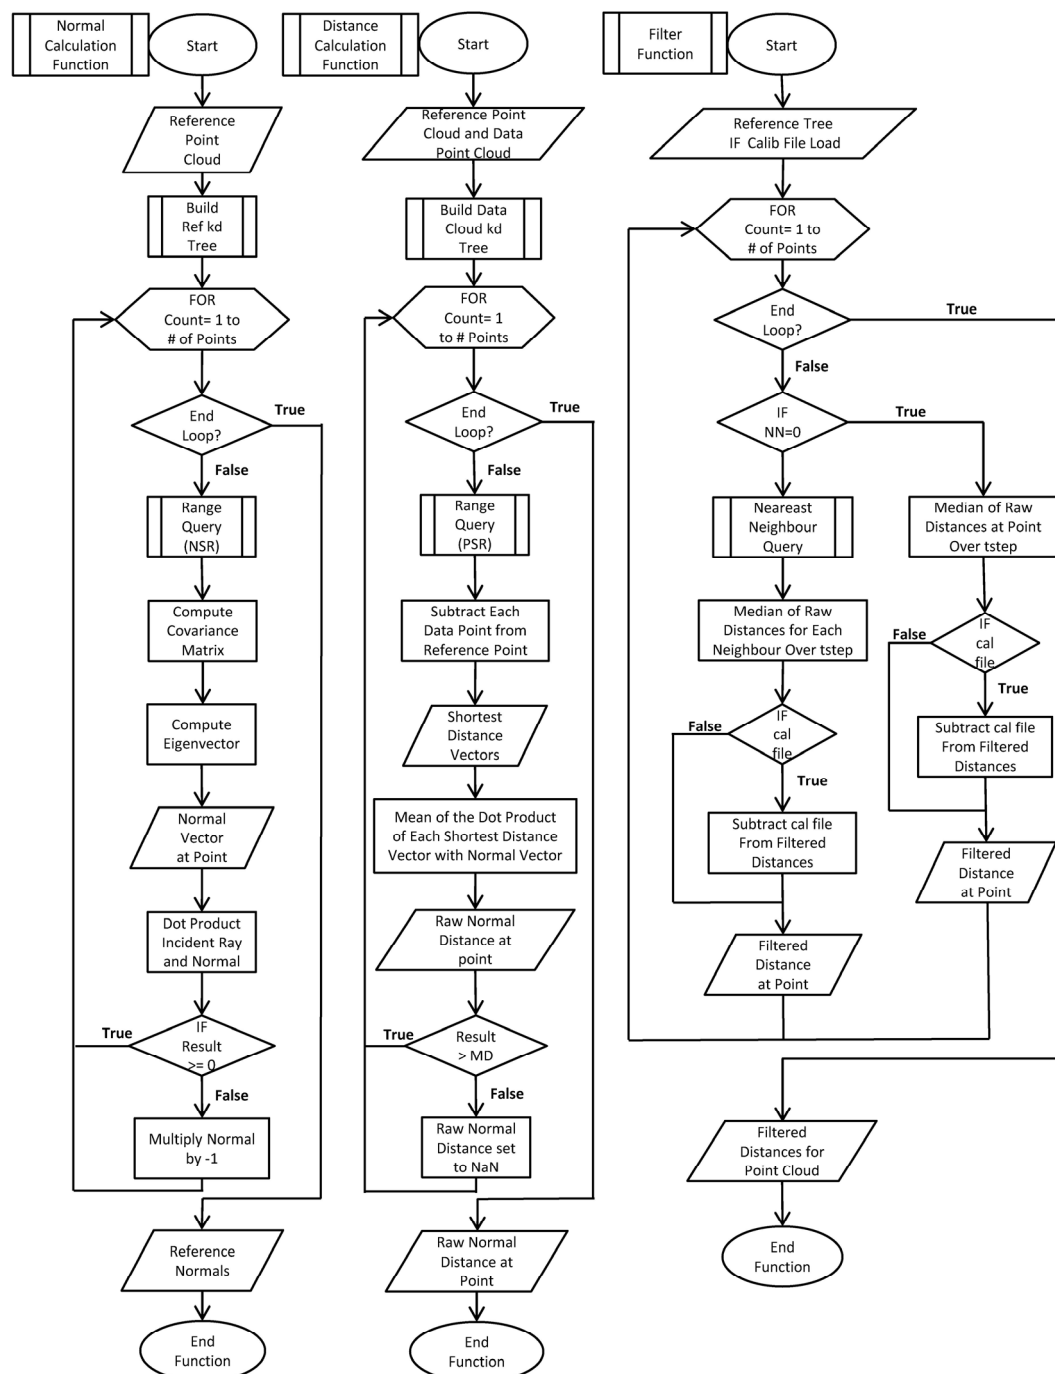 Normal
Calculation
Function
Start
Reference
Point
Cloud
Build
Ref kd
Tree
FOR
Count= 1 to
# of Points
End
Loop?
True
False
Range
Query
(NSR)
Compute
Covariance
Matrix
Compute
Eigenvector
Normal
Vector
at Point
Dot Product
Incident Ray
and Normal
IF
Result
>= 0
True
False
Multiply Normal
by -1
Reference
Normals
End
Function
Distance
Calculation
Function
Start
Reference Point
Cloud and Data
Point Cloud
Build Data
Cloud kd
Tree
FOR
Count= 1
to # Points
End
Loop?
True
False
Range
Query
(PSR)
Subtract Each
Data Point from
Reference Point
Shortest
Distance
Vectors
Mean of the Dot Product
of Each Shortest Distance
Vector with Normal Vector
Raw Normal
Distance at
point
Result
> MD
True
False
Raw Normal
Distance set
to NaN
Raw Normal
Distance at
Point
End
Function
Filter
Function
Start
Reference Tree
IF Calib File Load
FOR
Count= 1 to
# of Points
End
Loop?
True
False
IF
NN=0
True
Neareast
Neighbour
Query
Median of Raw
Distances for Each
Neighbour Over tstep
IF
cal
file
False
True
Subtract cal file
From Filtered
Distances
Filtered
Distance
at Point
Median of Raw
Distances at Point
Over tstep
IF
cal
file
False
True
Subtract cal file
From Filtered
Distances
Filtered
Distance
at Point
Filtered
Distances for
Point Cloud
End
Function